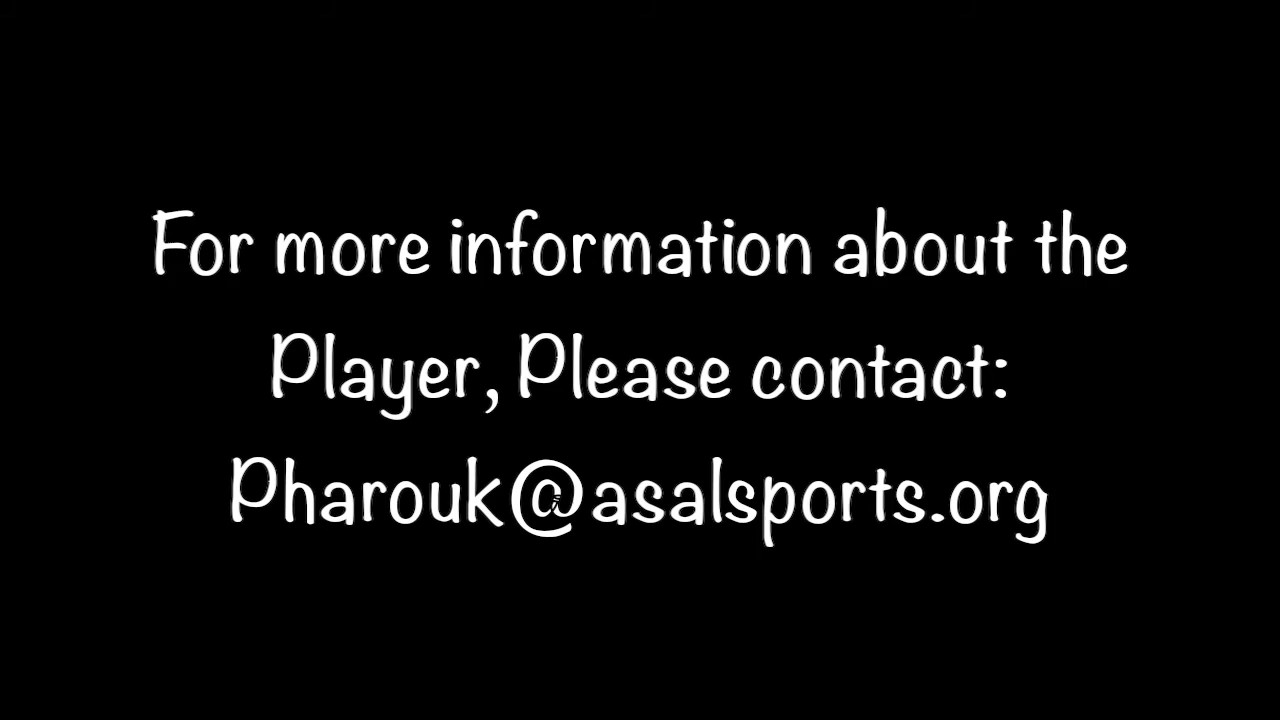 For more information about the
Player, Please contact:
Pharouk@asalsports.org